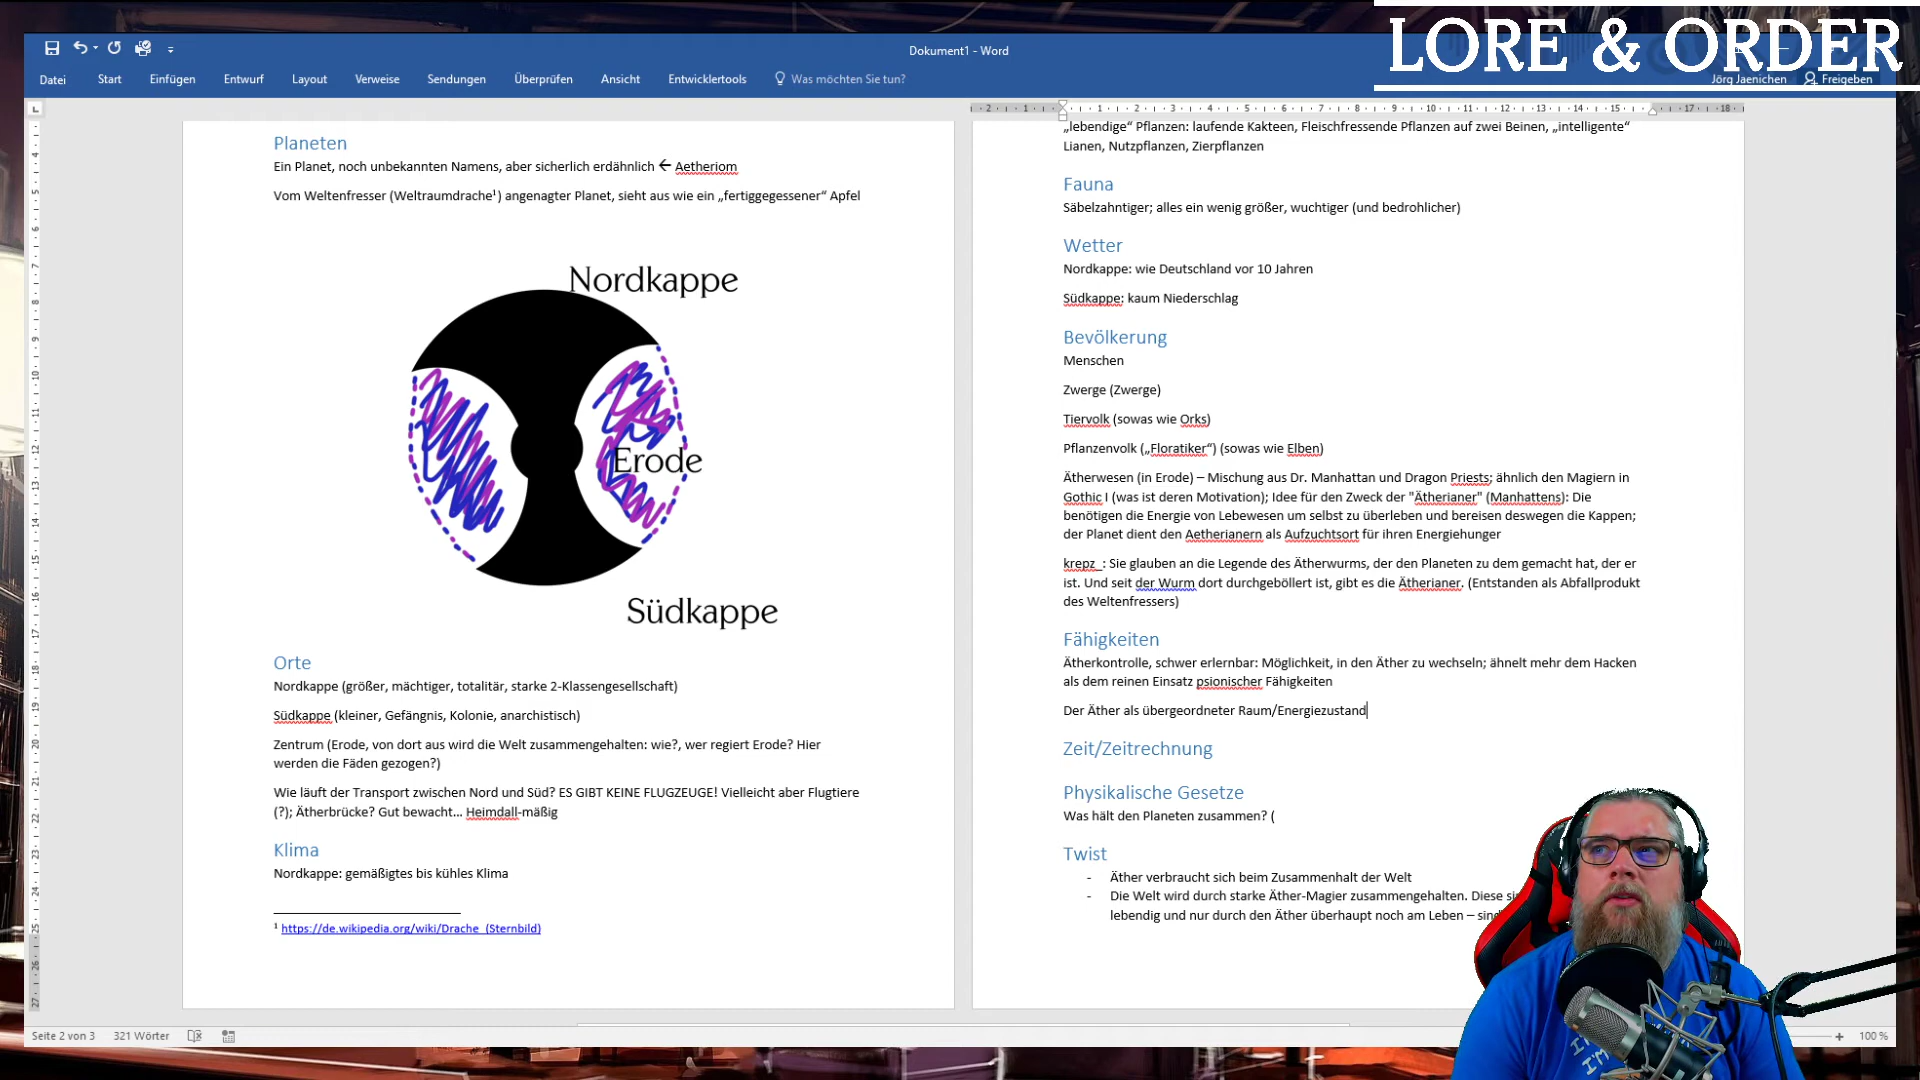 LORE & ORDER
Dokument1 - Word
Datei Start Einfügen Entwurf Layout Verweise Sendungen Überprüfen Ansicht Entwicklertools Was möchten Sie tun?
Jörg Jaenichen Freigeben
Planeten
Ein Planet, noch unbekannten Namens, aber sicherlich erdähnlich ← Aetheriom
Vom Weltenfresser (Weltraumdrache¹) angenagter Planet, sieht aus wie ein „fertiggegessener“ Apfel
Nordkappe
Erode
Südkappe
Orte
Nordkappe (größer, mächtiger, totalitär, starke 2-Klassengesellschaft)
Südkappe (kleiner, Gefängnis, Kolonie, anarchistisch)
Zentrum (Erode, von dort aus wird die Welt zusammengehalten: wie?, wer regiert Erode? Hier
werden die Fäden gezogen?)
Wie läuft der Transport zwischen Nord und Süd? ES GIBT KEINE FLUGZEUGE! Vielleicht aber Flugtiere
(?); Ätherbrücke? Gut bewacht... Heimdall-mäßig
Klima
Nordkappe: gemäßigtes bis kühles Klima
¹ https://de.wikipedia.org/wiki/Drache_(Sternbild)
„lebendige“ Pflanzen: laufende Kakteen, Fleischfressende Pflanzen auf zwei Beinen, „intelligente“
Lianen, Nutzpflanzen, Zierpflanzen
Fauna
Säbelzahntiger; alles ein wenig größer, wuchtiger (und bedrohlicher)
Wetter
Nordkappe: wie Deutschland vor 10 Jahren
Südkappe: kaum Niederschlag
Bevölkerung
Menschen
Zwerge (Zwerge)
Tiervolk (sowas wie Orks)
Pflanzenvolk („Floratiker“) (sowas wie Elben)
Ätherwesen (in Erode) – Mischung aus Dr. Manhattan und Dragon Priests; ähnlich den Magiern in
Gothic I (was ist deren Motivation); Idee für den Zweck der "Ätherianer" (Manhattens): Die
benötigen die Energie von Lebewesen um selbst zu überleben und bereisen deswegen die Kappen;
der Planet dient den Aetherianern als Aufzuchtsort für ihren Energiehunger
krepz_: Sie glauben an die Legende des Ätherwurms, der den Planeten zu dem gemacht hat, der er
ist. Und seit der Wurm dort durchgeböllert ist, gibt es die Ätherianer. (Entstanden als Abfallprodukt
des Weltenfressers)
Fähigkeiten
Ätherkontrolle, schwer erlernbar: Möglichkeit, in den Äther zu wechseln; ähnelt mehr dem Hacken
als dem reinen Einsatz psionischer Fähigkeiten
Der Äther als übergeordneter Raum/Energiezustand
Zeit/Zeitrechnung
Physikalische Gesetze
Was hält den Planeten zusammen? (
Twist
- Äther verbraucht sich beim Zusammenhalt der Welt
- Die Welt wird durch starke Äther-Magier zusammengehalten. Diese
lebendig und nur durch den Äther überhaupt noch am Leben – sind
Seite 2 von 3 321 Wörter
100 %